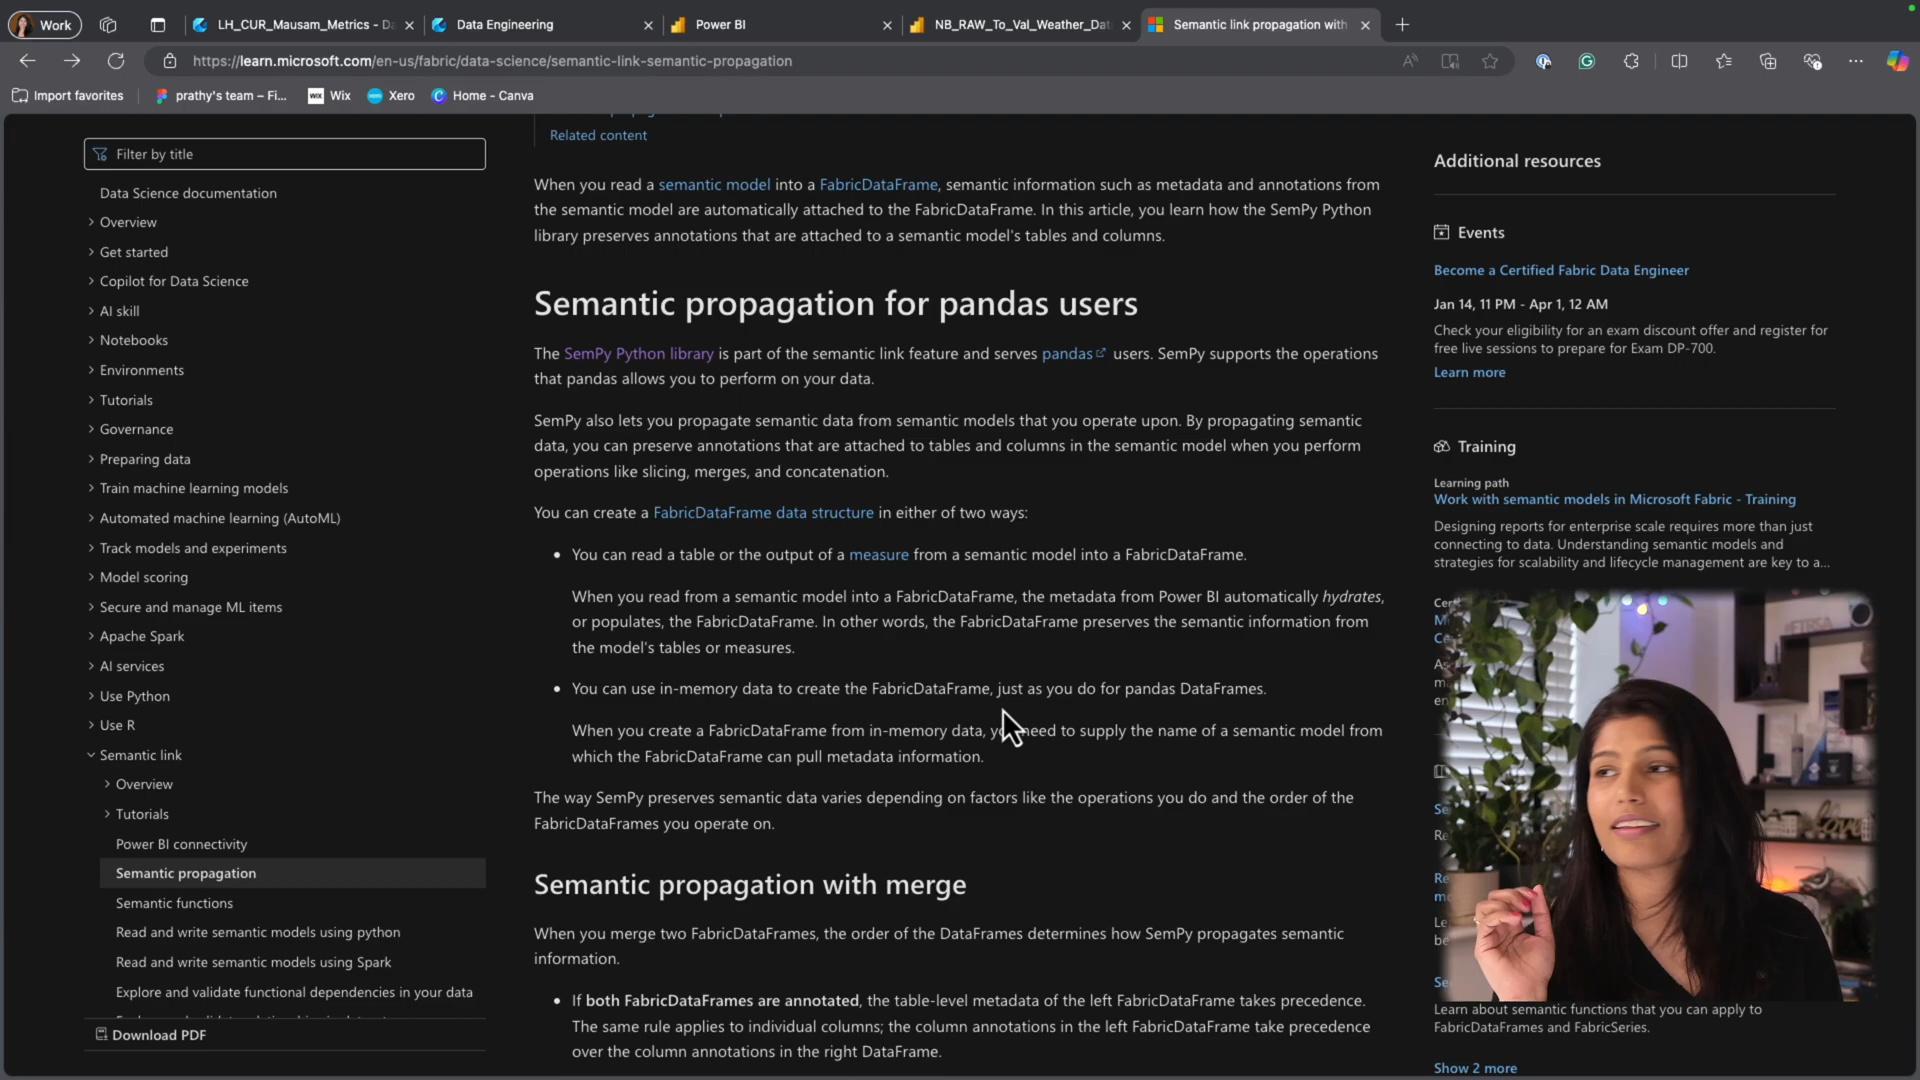 Work
LH_CUR_Mausam_Metrics - Da
Data Engineering
Power BI
NB_RAW_To_Val_Weather_Dat
Semantic link propagation with
https://learn.microsoft.com/en-us/fabric/data-science/semantic-link-semantic-propagation
Import favorites
prathy's team – Fi...
Wix
Xero
Home - Canva
Filter by title
Data Science documentation
Overview
Get started
Copilot for Data Science
AI skill
Notebooks
Environments
Tutorials
Governance
Preparing data
Train machine learning models
Automated machine learning (AutoML)
Track models and experiments
Model scoring
Secure and manage ML items
Apache Spark
AI services
Use Python
Use R
Semantic link
Overview
Tutorials
Power BI connectivity
Semantic propagation
Semantic functions
Read and write semantic models using python
Read and write semantic models using Spark
Explore and validate functional dependencies in your data
Download PDF
Related content
When you read a semantic model into a FabricDataFrame, semantic information such as metadata and annotations from
the semantic model are automatically attached to the FabricDataFrame. In this article, you learn how the SemPy Python
library preserves annotations that are attached to a semantic model's tables and columns.
Semantic propagation for pandas users
The SemPy Python library is part of the semantic link feature and serves pandas users. SemPy supports the operations
that pandas allows you to perform on your data.
SemPy also lets you propagate semantic data from semantic models that you operate upon. By propagating semantic
data, you can preserve annotations that are attached to tables and columns in the semantic model when you perform
operations like slicing, merges, and concatenation.
You can create a FabricDataFrame data structure in either of two ways:
• You can read a table or the output of a measure from a semantic model into a FabricDataFrame.
When you read from a semantic model into a FabricDataFrame, the metadata from Power BI automatically hydrates,
or populates, the FabricDataFrame. In other words, the FabricDataFrame preserves the semantic information from
the model's tables or measures.
• You can use in-memory data to create the FabricDataFrame, just as you do for pandas DataFrames.
When you create a FabricDataFrame from in-memory data, you need to supply the name of a semantic model from
which the FabricDataFrame can pull metadata information.
The way SemPy preserves semantic data varies depending on factors like the operations you do and the order of the
FabricDataFrames you operate on.
Semantic propagation with merge
When you merge two FabricDataFrames, the order of the DataFrames determines how SemPy propagates semantic
information.
• If both FabricDataFrames are annotated, the table-level metadata of the left FabricDataFrame takes precedence.
The same rule applies to individual columns; the column annotations in the left FabricDataFrame take precedence
over the column annotations in the right DataFrame.
Additional resources
Events
Become a Certified Fabric Data Engineer
Jan 14, 11 PM - Apr 1, 12 AM
Check your eligibility for an exam discount offer and register for
free live sessions to prepare for Exam DP-700.
Learn more
Training
Learning path
Work with semantic models in Microsoft Fabric - Training
Designing reports for enterprise scale requires more than just
connecting to data. Understanding semantic models and
strategies for scalability and lifecycle management are key to a...
Learn about semantic functions that you can apply to
FabricDataFrames and FabricSeries.
Show 2 more